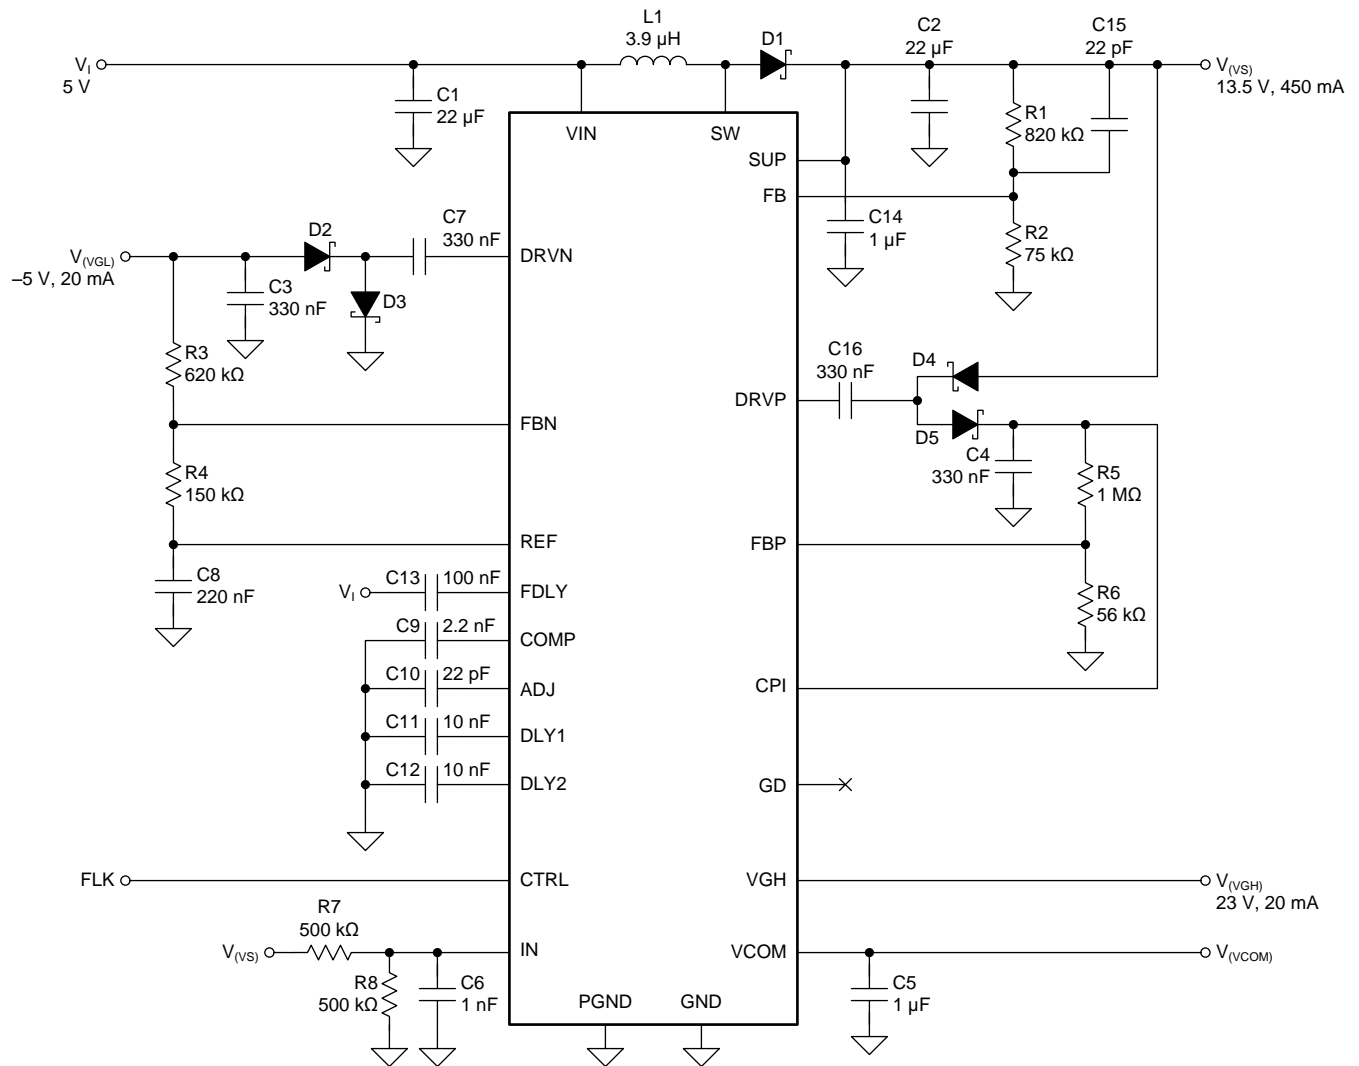 L1
3.9 µH
D1
C2
22 µF
C15
22 pF
V_I
5 V
V_(VS)
13.5 V, 450 mA
C1
22 µF
R1
820 kΩ
VIN
SW
SUP
FB
C14
1 µF
R2
75 kΩ
C7
330 nF
D2
V_(VGL)
–5 V, 20 mA
DRVN
C3
330 nF
D3
R3
620 kΩ
C16
330 nF
D4
DRVP
FBN
D5
C4
330 nF
R5
1 MΩ
R4
150 kΩ
REF
FBP
C8
220 nF
V_I
C13
100 nF
FDLY
R6
56 kΩ
C9
2.2 nF
COMP
C10
22 pF
ADJ
CPI
C11
10 nF
DLY1
C12
10 nF
DLY2
GD
FLK
CTRL
VGH
V_(VGH)
23 V, 20 mA
R7
500 kΩ
V_(VS)
IN
VCOM
V_(VCOM)
R8
500 kΩ
C6
1 nF
PGND
GND
C5
1 µF